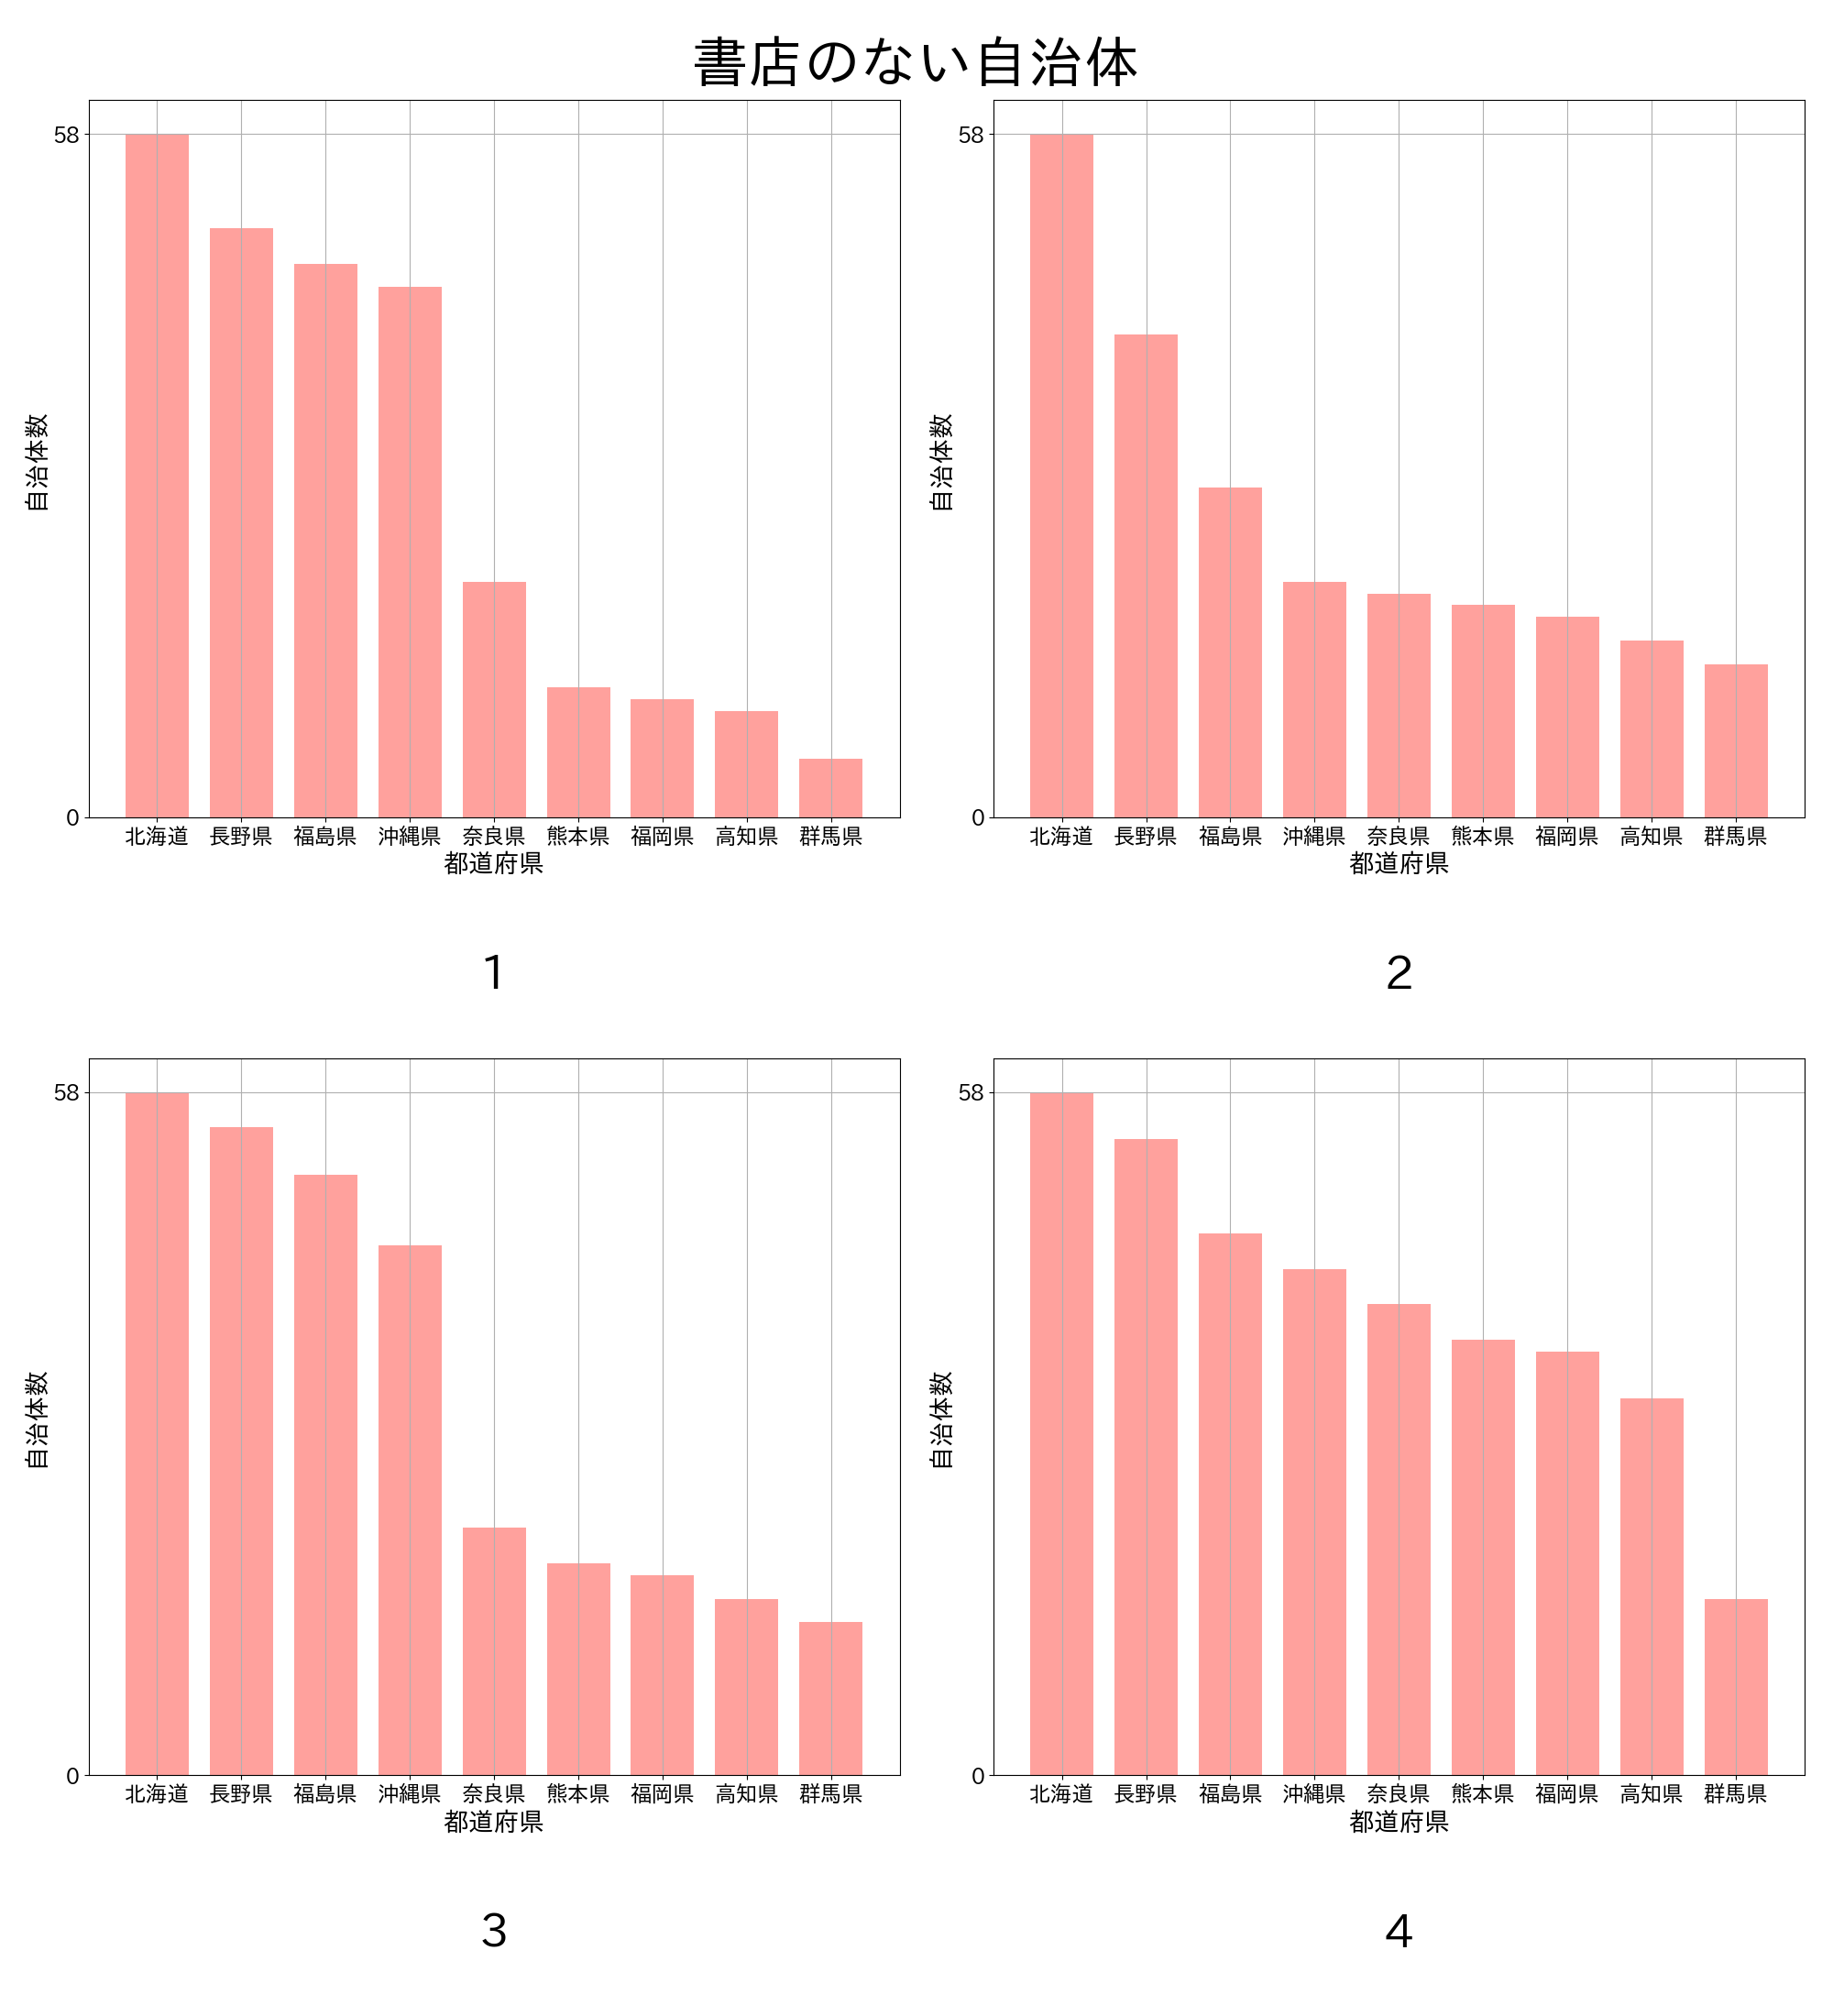 書店のない自治体
58
自治体数
0
北海道 長野県 福島県 沖縄県 奈良県 熊本県 福岡県 高知県 群馬県
都道府県
1
58
自治体数
0
北海道 長野県 福島県 沖縄県 奈良県 熊本県 福岡県 高知県 群馬県
都道府県
2
58
自治体数
0
北海道 長野県 福島県 沖縄県 奈良県 熊本県 福岡県 高知県 群馬県
都道府県
3
58
自治体数
0
北海道 長野県 福島県 沖縄県 奈良県 熊本県 福岡県 高知県 群馬県
都道府県
4